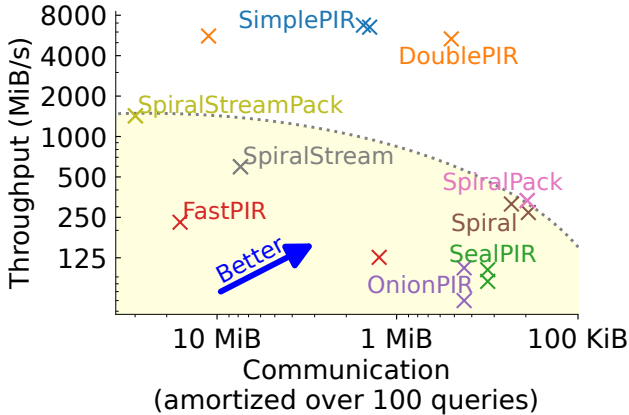 8000
4000
2000
1000
500
250
125
Throughput (MiB/s)
SimplePIR
DoublePIR
SpiralStreamPack
SpiralStream
SpiralPack
FastPIR
Spiral
Better
SealPIR
OnionPIR
10 MiB
1 MiB
100 KiB
Communication
(amortized over 100 queries)